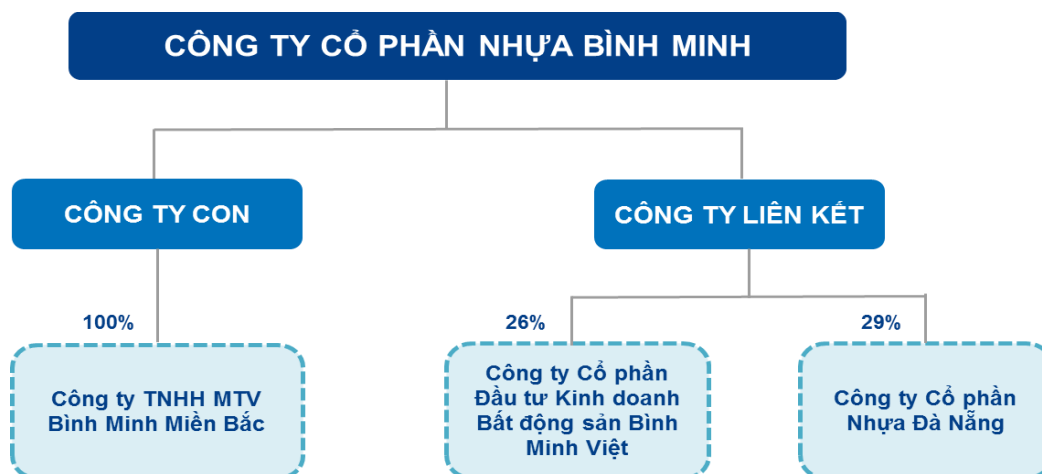 CÔNG TY CỔ PHẦN NHỰA BÌNH MINH
CÔNG TY CON
CÔNG TY LIÊN KẾT
100%
26%
29%
Công ty TNHH MTV
Bình Minh Miền Bắc
Công ty Cổ phần
Đầu tư Kinh doanh
Bất động sản Bình
Minh Việt
Công ty Cổ phần
Nhựa Đà Nẵng